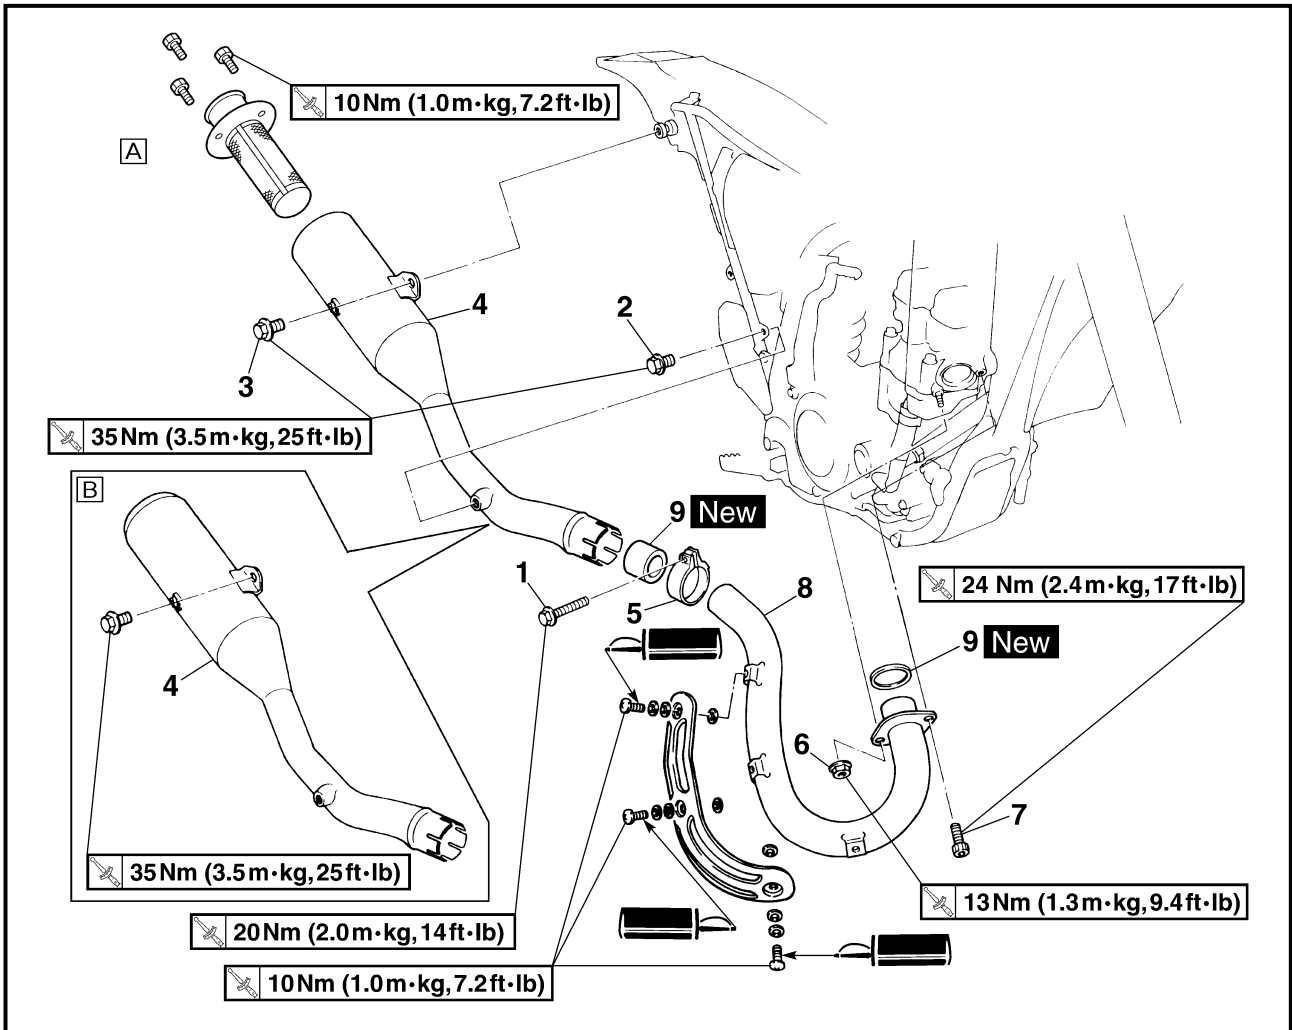 10Nm (1.0m•kg,7.2ft•lb)
A
4
2
3
35Nm (3.5m•kg,25ft•lb)
B
9 New
1
5
8
24 Nm (2.4m•kg,17ft•lb)
9 New
4
6
7
35Nm (3.5m•kg,25ft•lb)
13Nm (1.3m•kg,9.4ft•lb)
20Nm (2.0m•kg,14ft•lb)
10Nm (1.0m•kg,7.2ft•lb)